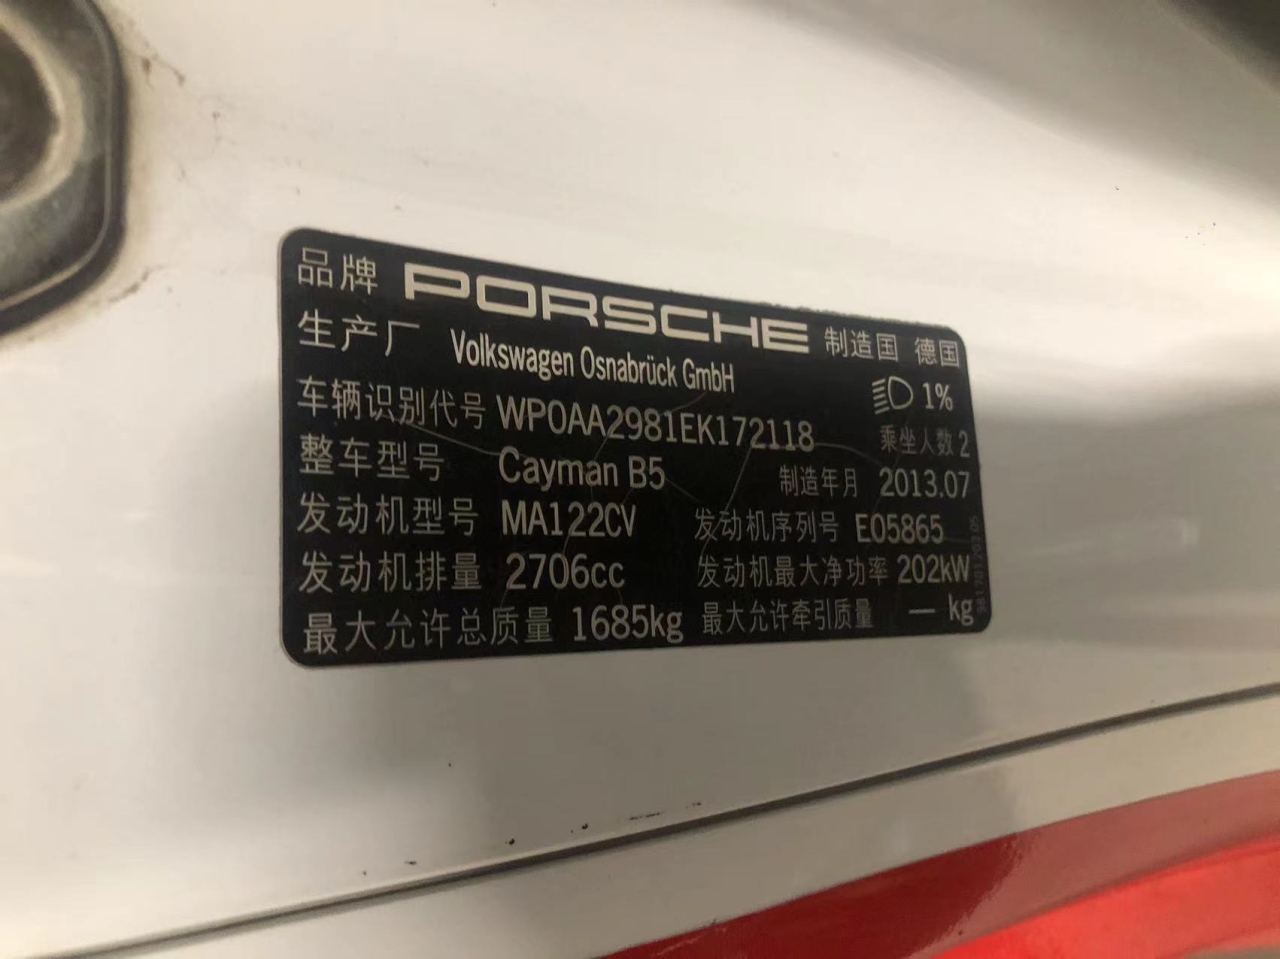 品牌 PORSCHE 制造国 德国
生产厂 Volkswagen Osnabrück GmbH
1%
车辆识别代号 WP0AA2981EK172118 乘坐人数 2
整车型号 Cayman B5 制造年月 2013.07
发动机型号 MA122CV 发动机序列号 E05865
发动机排量 2706cc 发动机最大净功率 202kW
最大允许总质量 1685kg 最大允许牵引质量 — kg